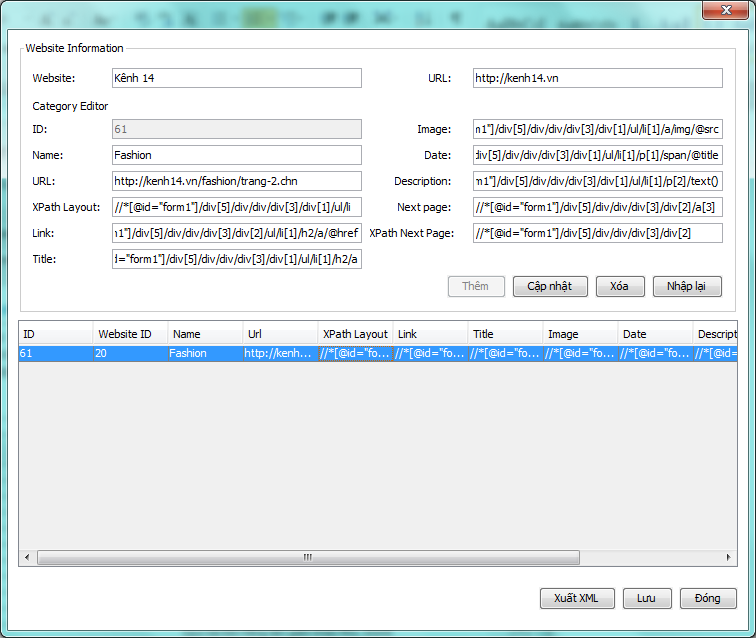 Website Information
Website: Kênh 14 URL: http://kenh14.vn
Category Editor
ID: 61 Image: n1"]/div[5]/div/div/div[3]/div[1]/ul/li[1]/a/img/@src
Name: Fashion Date: div[5]/div/div/div[3]/div[1]/ul/li[1]/p[1]/span/@title
URL: http://kenh14.vn/fashion/trang-2.chn Description: m1"]/div[5]/div/div/div[3]/div[1]/ul/li[1]/p[2]/text()
XPath Layout: //*[@id="form1"]/div[5]/div/div/div[3]/div[1]/ul/li Next page: //*[@id="form1"]/div[5]/div/div/div[3]/div[2]/a[3]
Link: n1"]/div[5]/div/div/div[3]/div[2]/ul/li[1]/h2/a/@href XPath Next Page: //*[@id="form1"]/div[5]/div/div/div[3]/div[2]
Title: d="form1"]/div[5]/div/div/div[3]/div[1]/ul/li[1]/h2/a
Thêm Cập nhật Xóa Nhập lại
ID Website ID Name Url XPath Layout Link Title Image Date Descript
61 20 Fashion http://kenh... //*[@id="fo... //*[@id="fo... //*[@id="fo... //*[@id="fo... //*[@id="fo... //*[@id=
Xuất XML Lưu Đóng